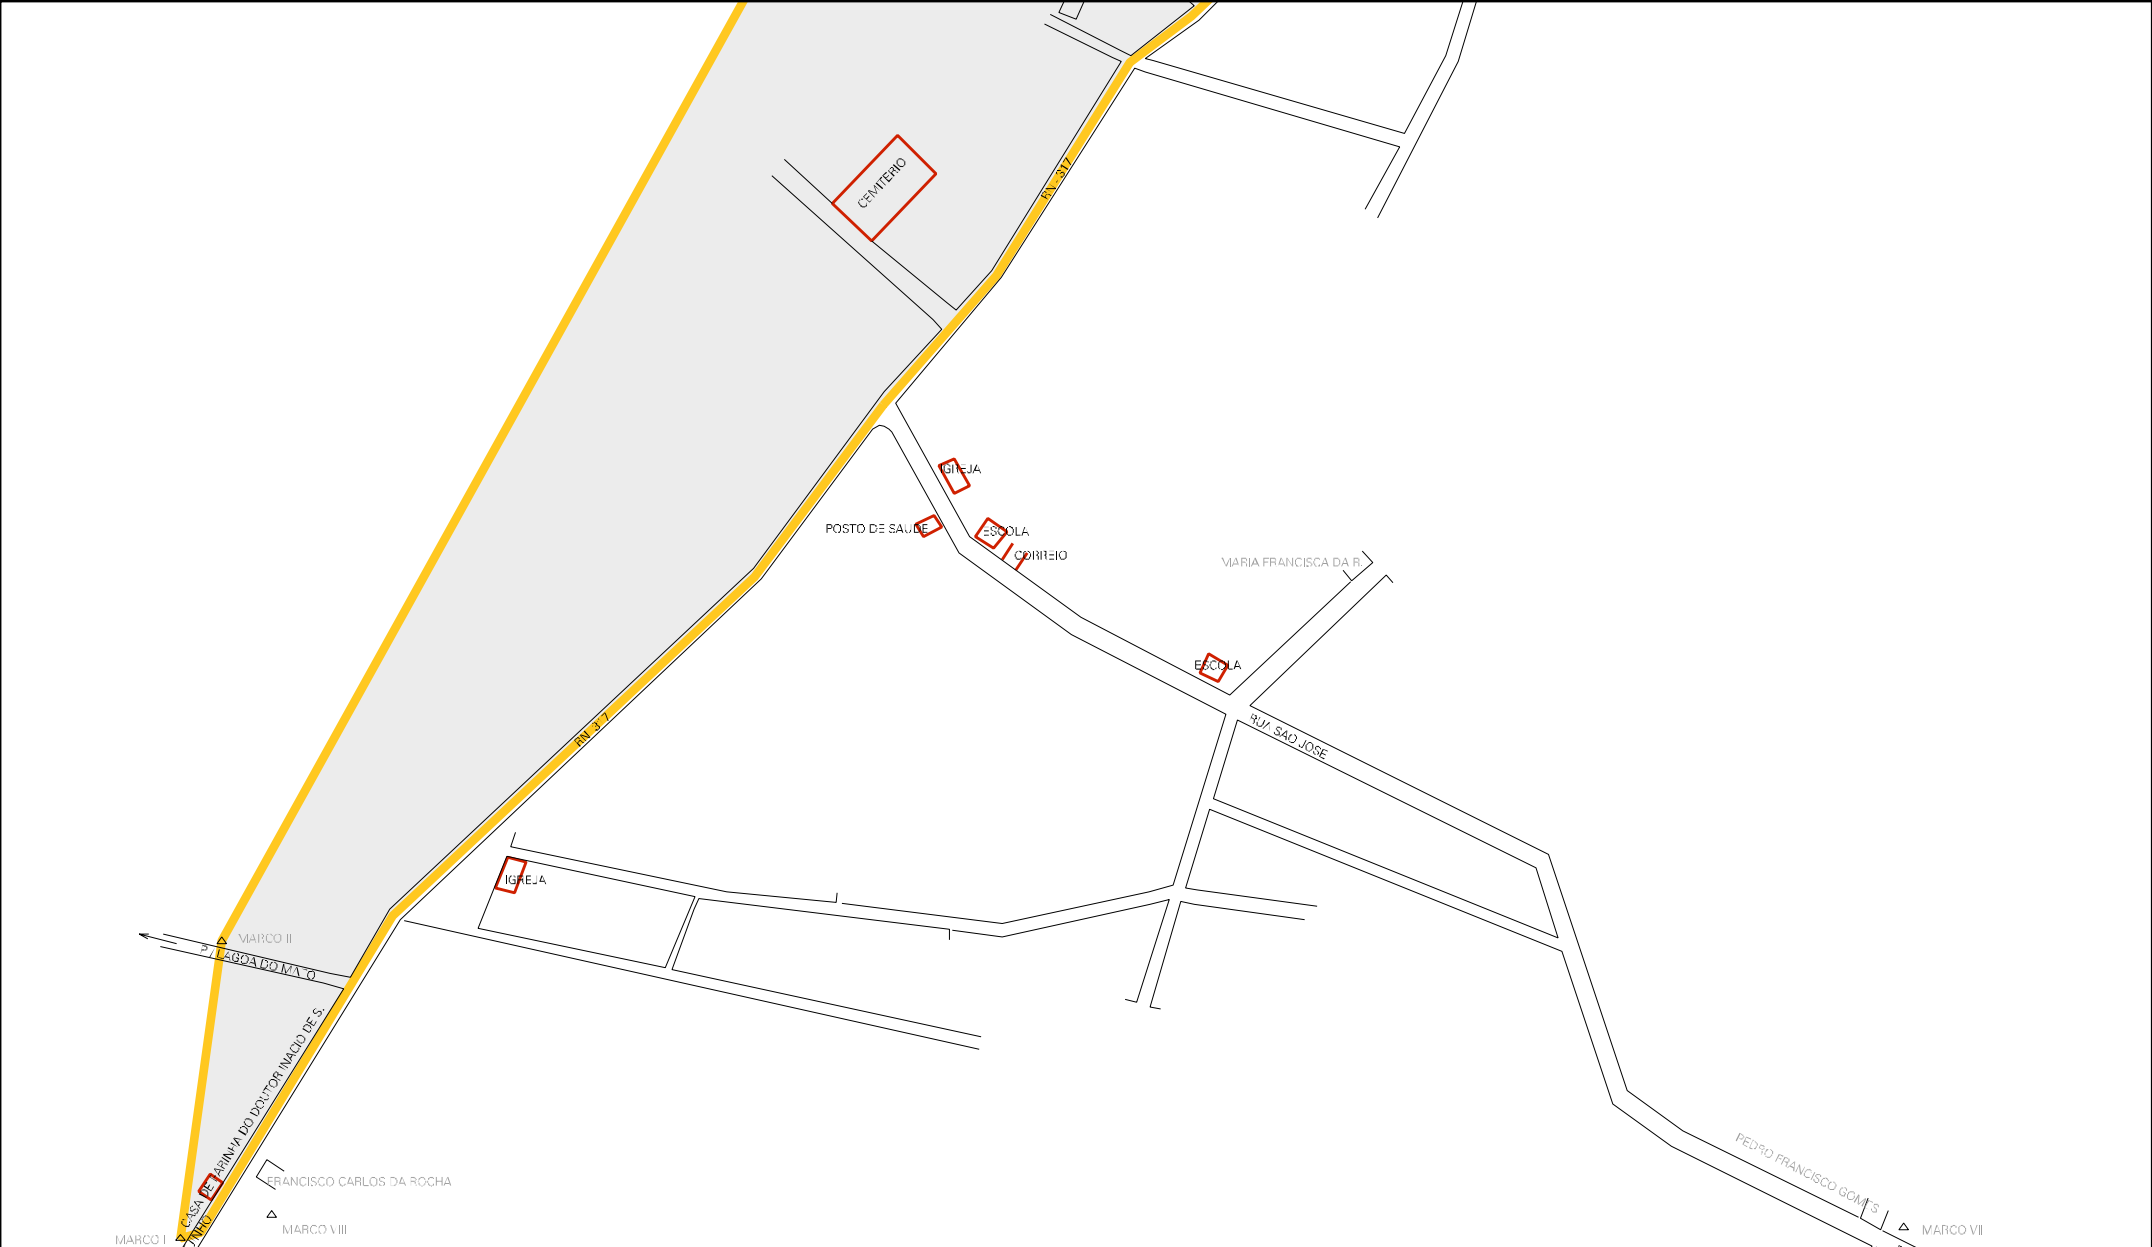 CEMITERIO
RN - 317
IGREJA
POSTO DE SAUDE
ESCOLA
CORREIO
MARIA FRANCISCA DA R.
ESCOLA
RUA SAO JOSE
RN - 317
IGREJA
MARCO II
P/ LAGOA DO MATO
CASA DE FARINHA DO DOUTOR INACIO DE S.
FRANCISCO CARLOS DA ROCHA
PEDRO FRANCISCO GOMES
MARCO VIII
MARCO VII
MARCO I